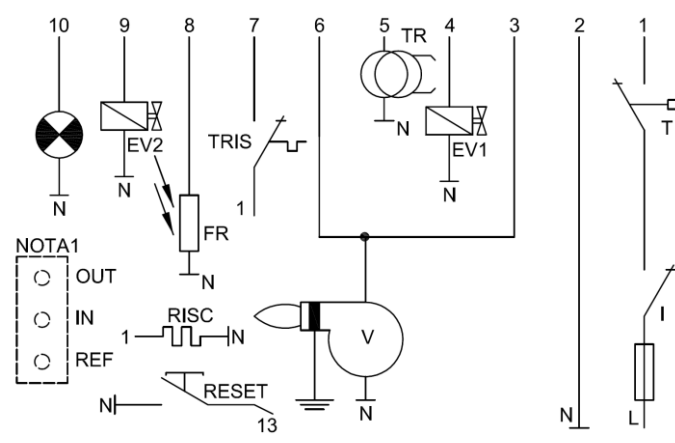 10 9 8 7 6 5 4 3 2 1
TR
T
TRIS
EV2
EV1
N
N
N
1
FR
N
N
NOTA1
OUT
IN
REF
RISC
1
N
V
I
RESET
N
13
N
N
L